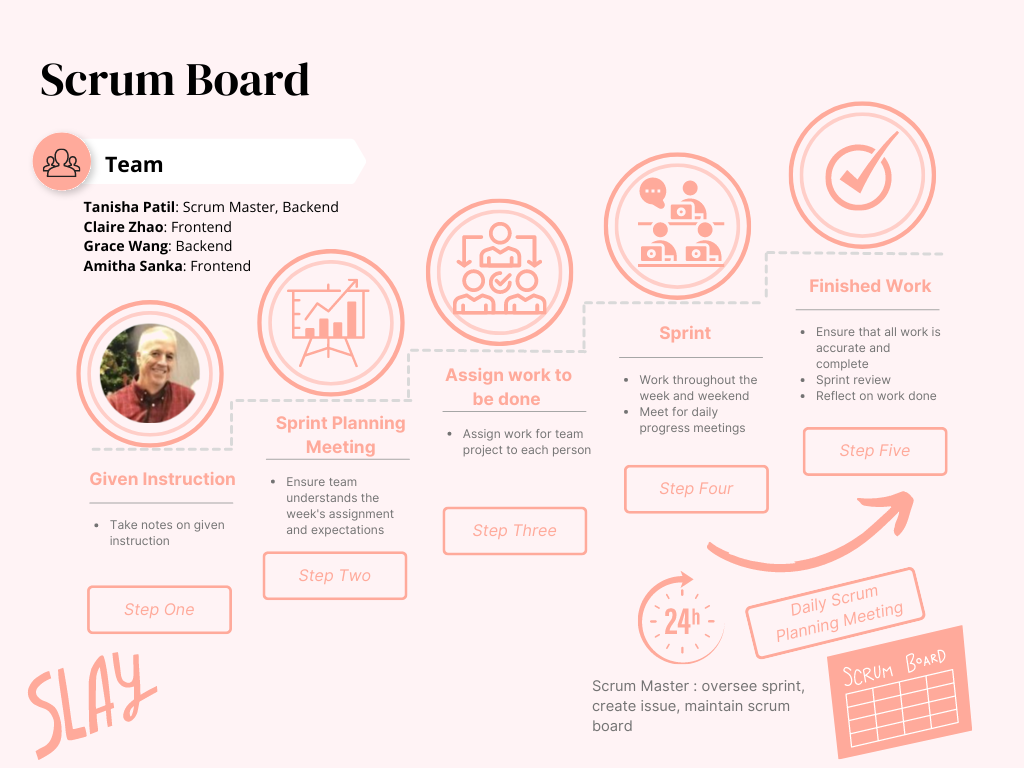 Scrum Board
Team
Tanisha Patil: Scrum Master, Backend
Claire Zhao: Frontend
Grace Wang: Backend
Amitha Sanka: Frontend
Given Instruction
Take notes on given
instruction
Step One
Sprint Planning
Meeting
Ensure team
understands the
week's assignment
and expectations
Step Two
Assign work to
be done
Assign work for team
project to each person
Step Three
Sprint
Work throughout the
week and weekend
Meet for daily
progress meetings
Step Four
Finished Work
Ensure that all work is
accurate and
complete
Sprint review
Reflect on work done
Step Five
24h
Daily Scrum
Planning Meeting
Scrum Master : oversee sprint,
create issue, maintain scrum
board
SCRUM BOARD
SLAY